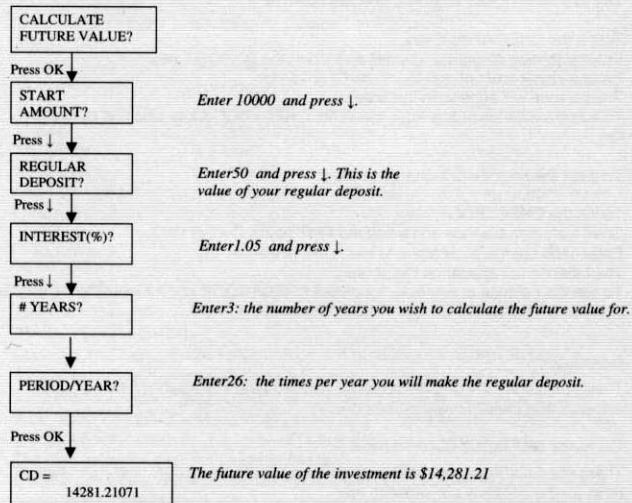 CALCULATE
FUTURE VALUE?
Press OK
START
AMOUNT?
Enter 10000 and press ↓.
Press ↓
REGULAR
DEPOSIT?
Enter50 and press ↓. This is the
value of your regular deposit.
Press ↓
INTEREST(%)?
Enter1.05 and press ↓.
Press ↓
# YEARS?
Enter3: the number of years you wish to calculate the future value for.
PERIOD/YEAR?
Enter26: the times per year you will make the regular deposit.
Press OK
CD =
14281.21071
The future value of the investment is $14,281.21